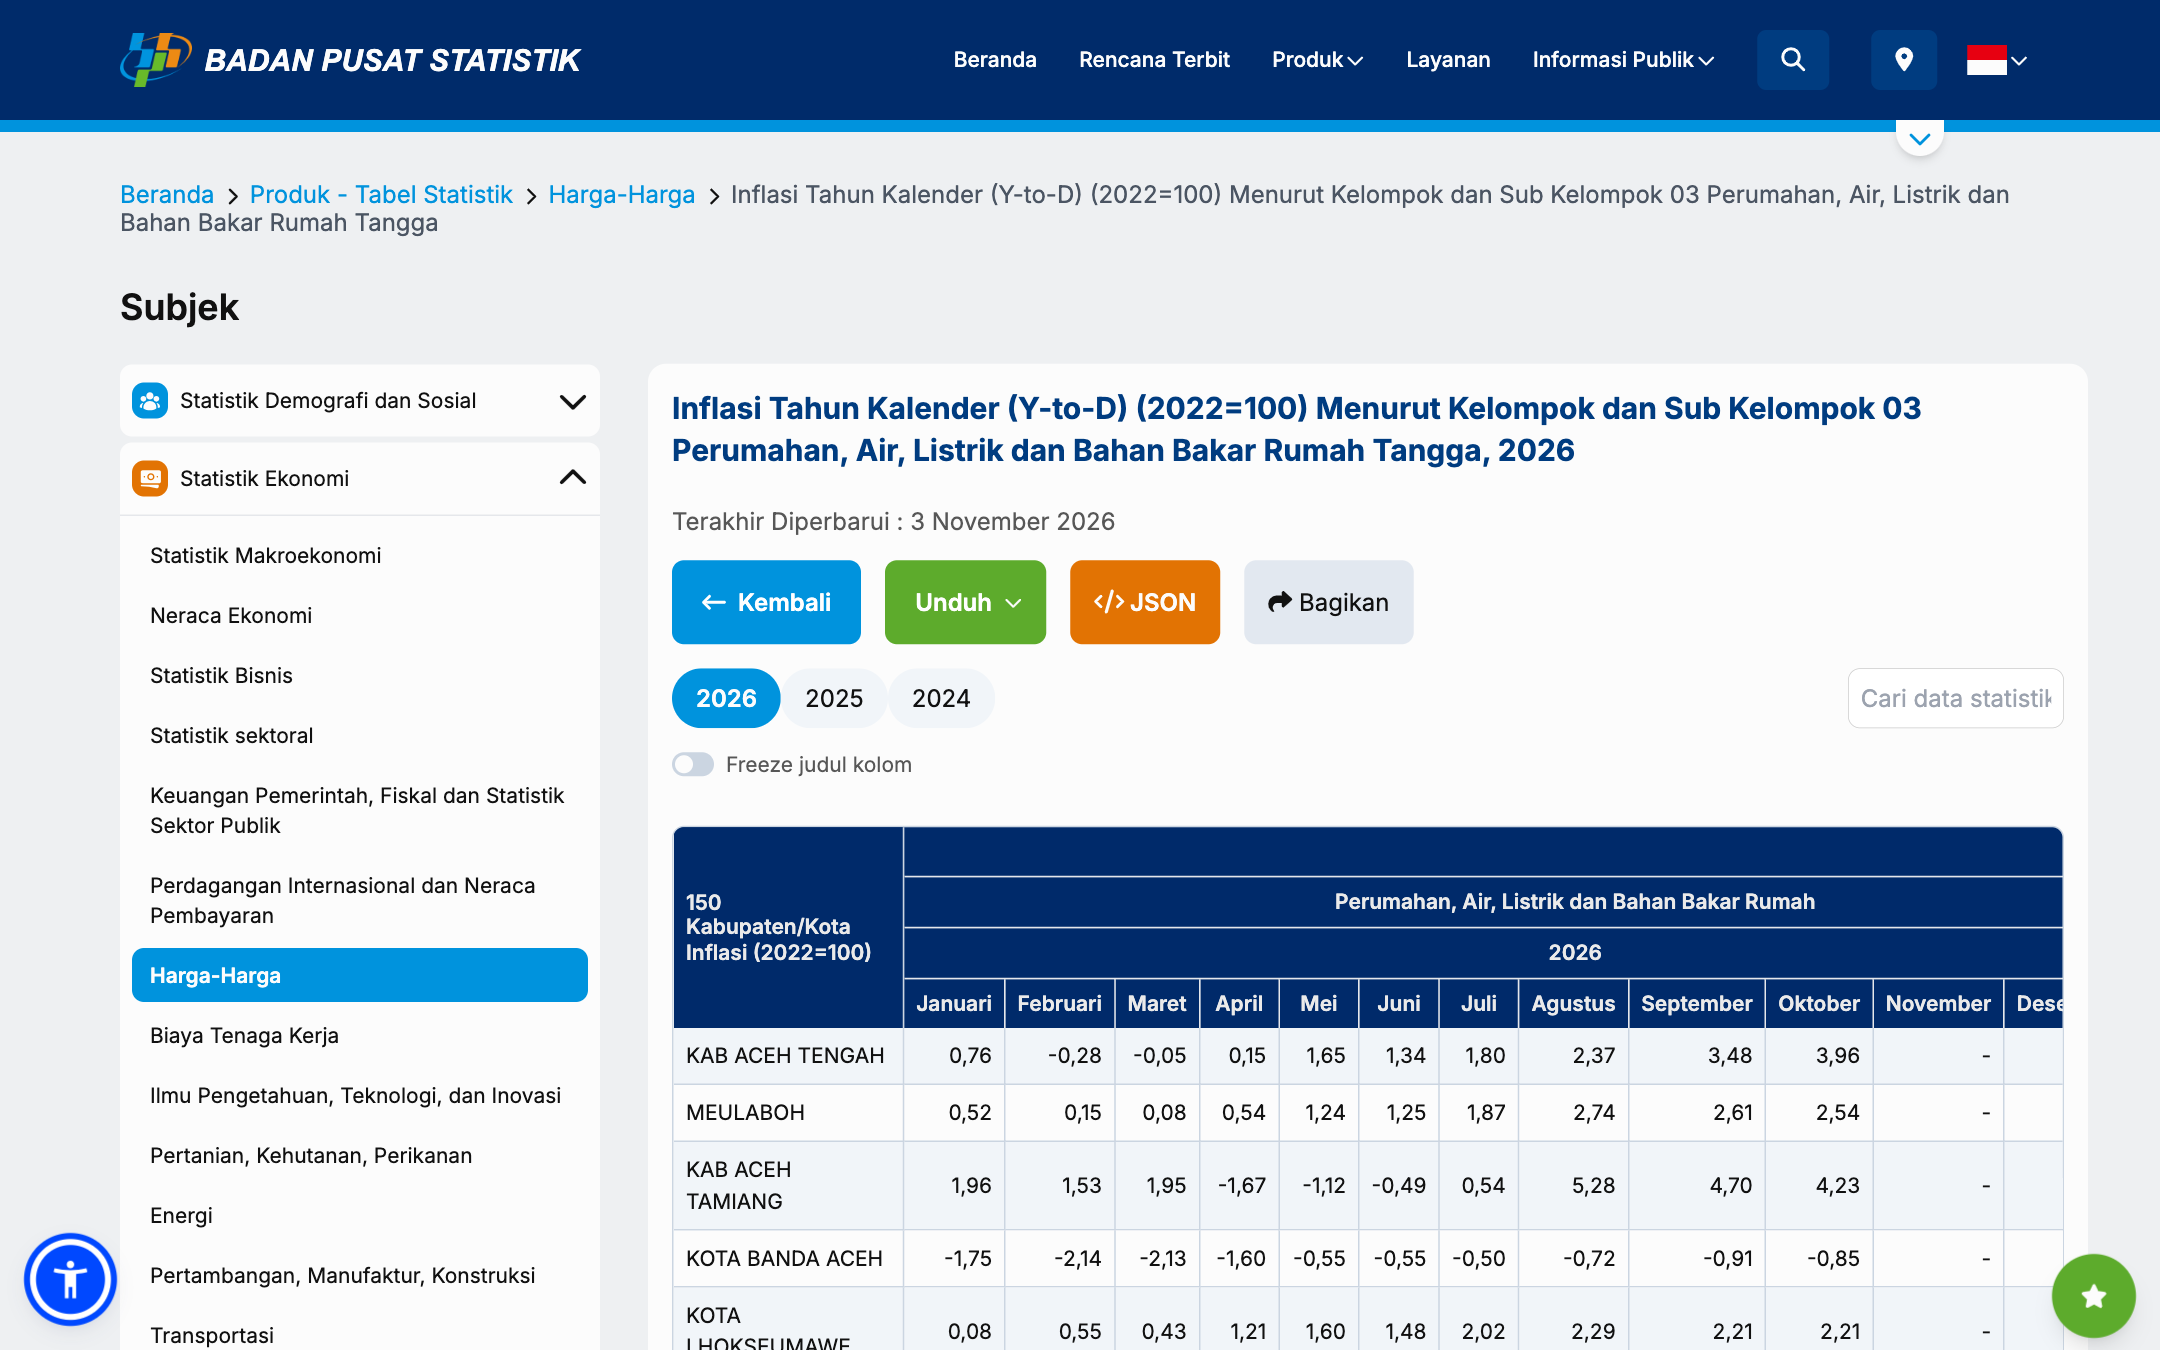 BADAN PUSAT STATISTIK
Beranda Rencana Terbit Produk Layanan Informasi Publik
Beranda > Produk - Tabel Statistik > Harga-Harga > Inflasi Tahun Kalender (Y-to-D) (2022=100) Menurut Kelompok dan Sub Kelompok 03 Perumahan, Air, Listrik dan
Bahan Bakar Rumah Tangga
Subjek
Statistik Demografi dan Sosial
Statistik Ekonomi
Statistik Makroekonomi
Neraca Ekonomi
Statistik Bisnis
Statistik sektoral
Keuangan Pemerintah, Fiskal dan Statistik
Sektor Publik
Perdagangan Internasional dan Neraca
Pembayaran
Harga-Harga
Biaya Tenaga Kerja
Ilmu Pengetahuan, Teknologi, dan Inovasi
Pertanian, Kehutanan, Perikanan
Energi
Pertambangan, Manufaktur, Konstruksi
Transportasi
Inflasi Tahun Kalender (Y-to-D) (2022=100) Menurut Kelompok dan Sub Kelompok 03
Perumahan, Air, Listrik dan Bahan Bakar Rumah Tangga, 2026
Terakhir Diperbarui : 3 November 2026
Kembali Unduh </> JSON Bagikan
2026 2025 2024 Cari data statistik
Freeze judul kolom
150
Kabupaten/Kota
Inflasi (2022=100)
Perumahan, Air, Listrik dan Bahan Bakar Rumah
2026
Januari Februari Maret April Mei Juni Juli Agustus September Oktober November Dese
KAB ACEH TENGAH 0,76 -0,28 -0,05 0,15 1,65 1,34 1,80 2,37 3,48 3,96 -
MEULABOH 0,52 0,15 0,08 0,54 1,24 1,25 1,87 2,74 2,61 2,54 -
KAB ACEH
TAMIANG 1,96 1,53 1,95 -1,67 -1,12 -0,49 0,54 5,28 4,70 4,23 -
KOTA BANDA ACEH -1,75 -2,14 -2,13 -1,60 -0,55 -0,55 -0,50 -0,72 -0,91 -0,85 -
KOTA
LHOKSEUMAWE 0,08 0,55 0,43 1,21 1,60 1,48 2,02 2,29 2,21 2,21 -